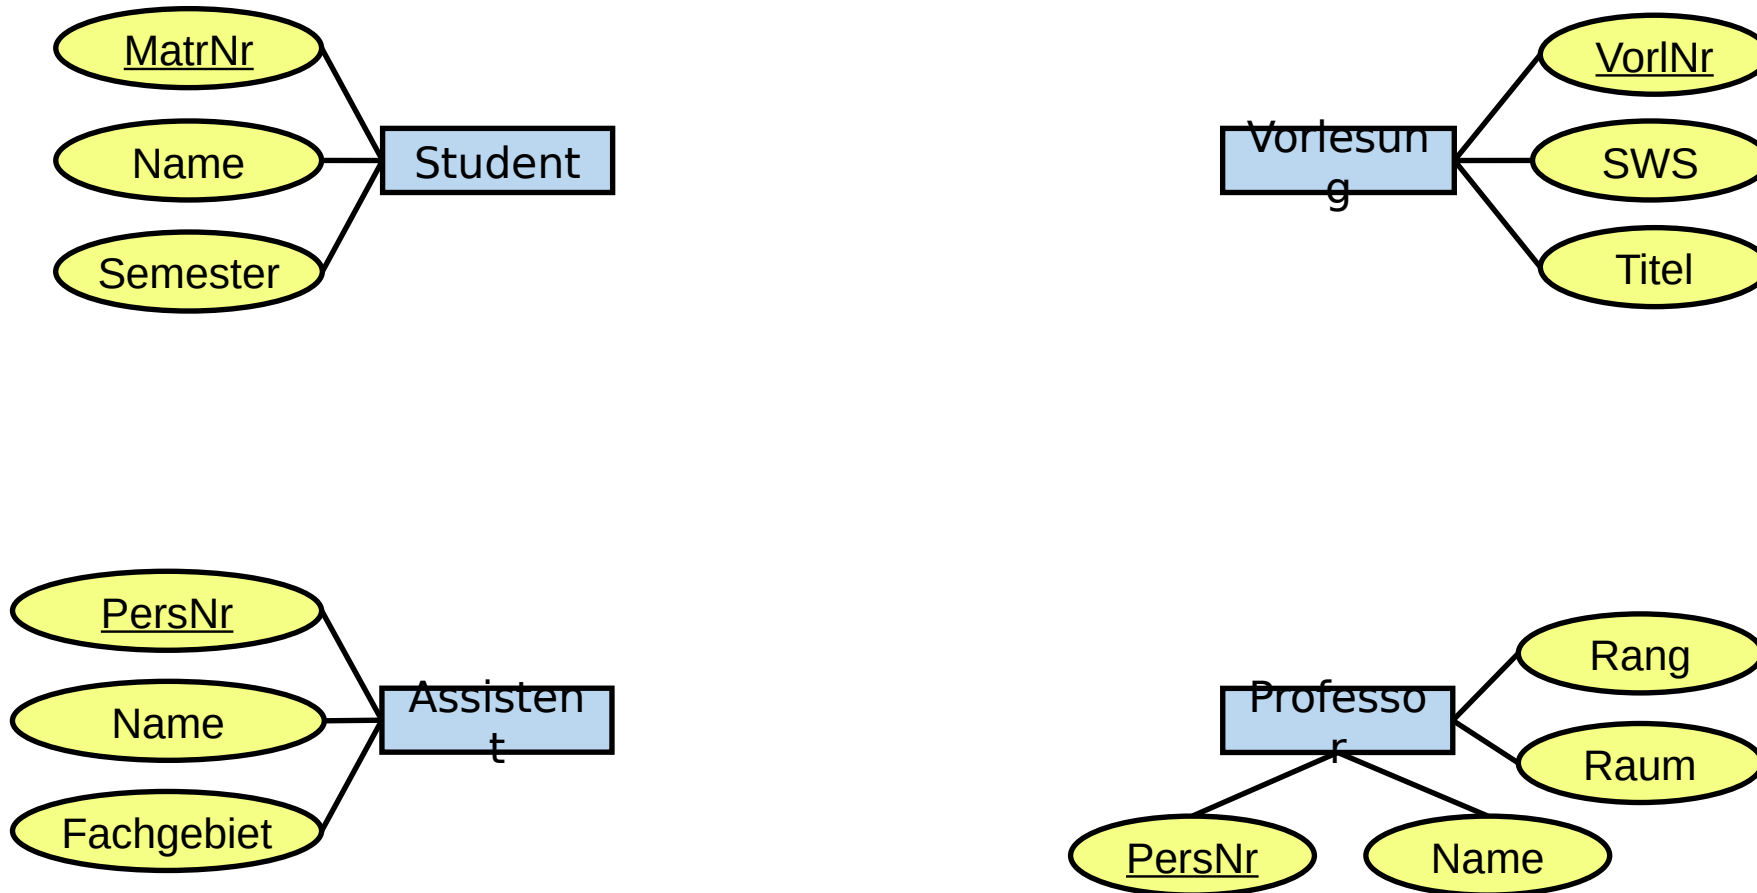 MatrNr
Name
Semester
Student
Vorlesun
g
VorlNr
SWS
Titel
PersNr
Name
Fachgebiet
Assisten
t
Professo
r
Rang
Raum
PersNr
Name